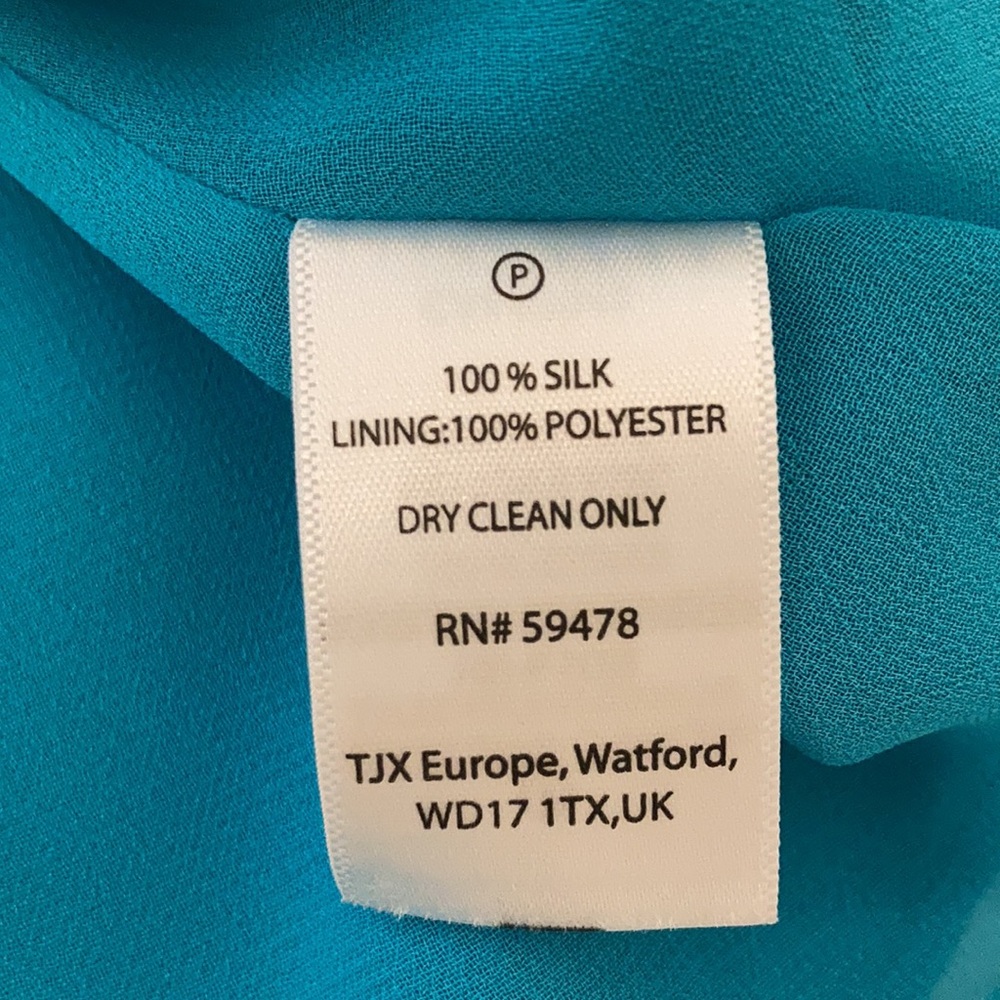 P
100 % SILK
LINING:100% POLYESTER
DRY CLEAN ONLY
RN# 59478
TJX Europe, Watford,
WD17 1TX,UK